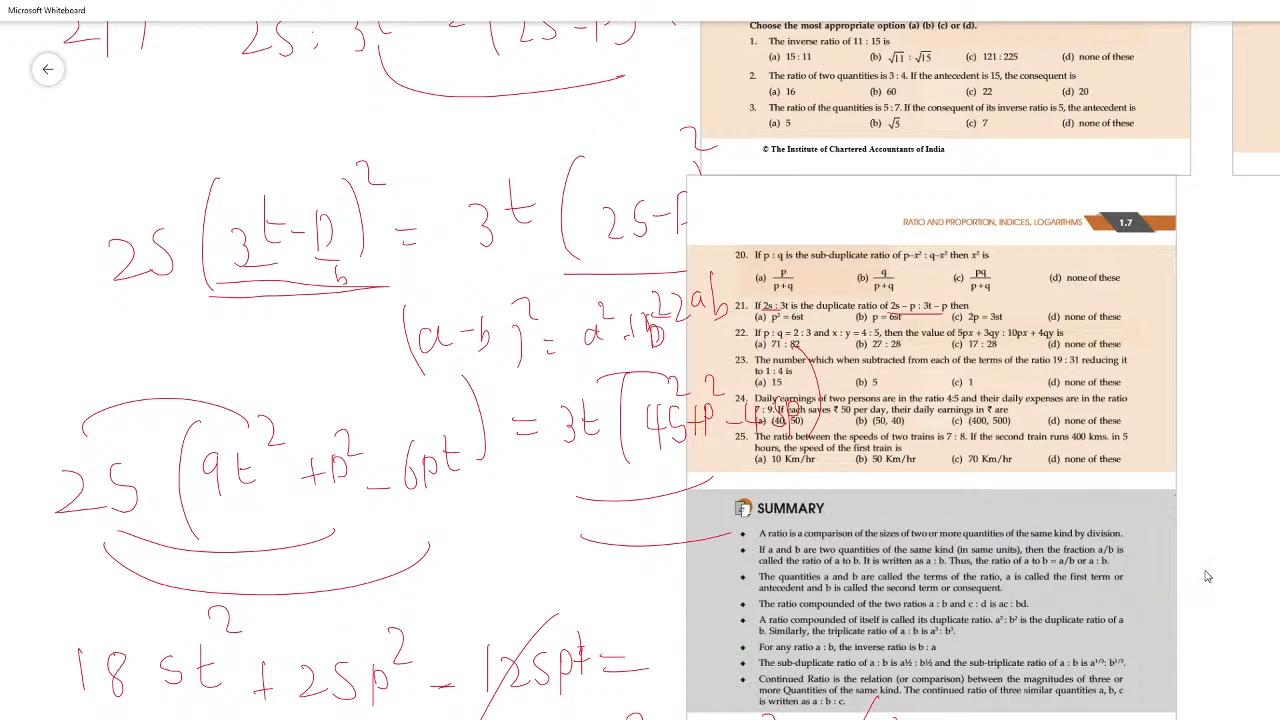 Microsoft Whiteboard
2S : 3t
2S (3t - p)² = 3t (2S - p
b
(a - b)² = a² + b² - 2ab
2S (9t² + p² - 6pt) = 3t (4S² + p² - 4Sp)
18 st² + 2Sp² - 12Spt =
Choose the most appropriate option (a) (b) (c) or (d).
1. The inverse ratio of 11 : 15 is
(a) 15 : 11 (b) √11 : √15 (c) 121 : 225 (d) none of these
2. The ratio of two quantities is 3 : 4. If the antecedent is 15, the consequent is
(a) 16 (b) 60 (c) 22 (d) 20
3. The ratio of the quantities is 5 : 7. If the consequent of its inverse ratio is 5, the antecedent is
(a) 5 (b) √5 (c) 7 (d) none of these
© The Institute of Chartered Accountants of India
RATIO AND PROPORTION, INDICES, LOGARITHMS 1.7
20. If p : q is the sub-duplicate ratio of p–x² : q–x² then x² is
(a) p/(p+q) (b) q/(p+q) (c) pq/(p+q) (d) none of these
21. If 2s : 3t is the duplicate ratio of 2s – p : 3t – p then
(a) p² = 6st (b) p = 6st (c) 2p = 3st (d) none of these
22. If p : q = 2 : 3 and x : y = 4 : 5, then the value of 5px + 3qy : 10px + 4qy is
(a) 71 : 82 (b) 27 : 28 (c) 17 : 28 (d) none of these
23. The number which when subtracted from each of the terms of the ratio 19 : 31 reducing it
to 1 : 4 is
(a) 15 (b) 5 (c) 1 (d) none of these
24. Daily earnings of two persons are in the ratio 4:5 and their daily expenses are in the ratio
7 : 9. If each saves ₹ 50 per day, their daily earnings in ₹ are
(a) (40, 50) (b) (50, 40) (c) (400, 500) (d) none of these
25. The ratio between the speeds of two trains is 7 : 8. If the second train runs 400 kms. in 5
hours, the speed of the first train is
(a) 10 Km/hr (b) 50 Km/hr (c) 70 Km/hr (d) none of these
SUMMARY
◆ A ratio is a comparison of the sizes of two or more quantities of the same kind by division.
◆ If a and b are two quantities of the same kind (in same units), then the fraction a/b is
called the ratio of a to b. It is written as a : b. Thus, the ratio of a to b = a/b or a : b.
◆ The quantities a and b are called the terms of the ratio, a is called the first term or
antecedent and b is called the second term or consequent.
◆ The ratio compounded of the two ratios a : b and c : d is ac : bd.
◆ A ratio compounded of itself is called its duplicate ratio. a² : b² is the duplicate ratio of a
b. Similarly, the triplicate ratio of a : b is a³ : b³.
◆ For any ratio a : b, the inverse ratio is b : a
◆ The sub-duplicate ratio of a : b is a½ : b½ and the sub-triplicate ratio of a : b is a¹ᐟ³ : b¹ᐟ³.
◆ Continued Ratio is the relation (or comparison) between the magnitudes of three or
more Quantities of the same kind. The continued ratio of three similar quantities a, b, c
is written as a : b : c.